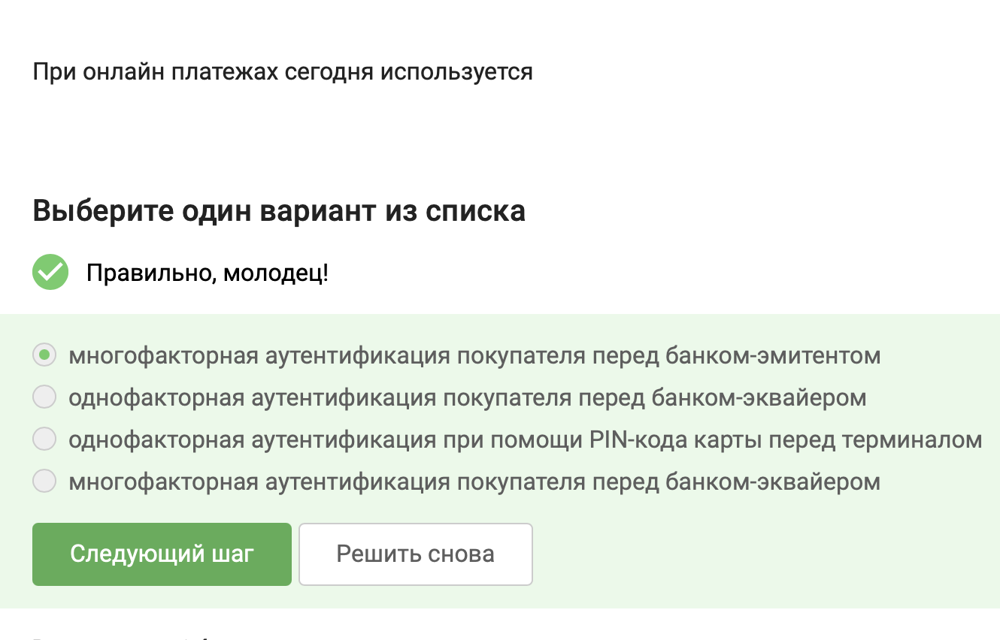 При онлайн платежах сегодня используется
Выберите один вариант из списка
Правильно, молодец!
многофакторная аутентификация покупателя перед банком-эмитентом
однофакторная аутентификация покупателя перед банком-эквайером
однофакторная аутентификация при помощи PIN-кода карты перед терминалом
многофакторная аутентификация покупателя перед банком-эквайером
Следующий шаг
Решить снова